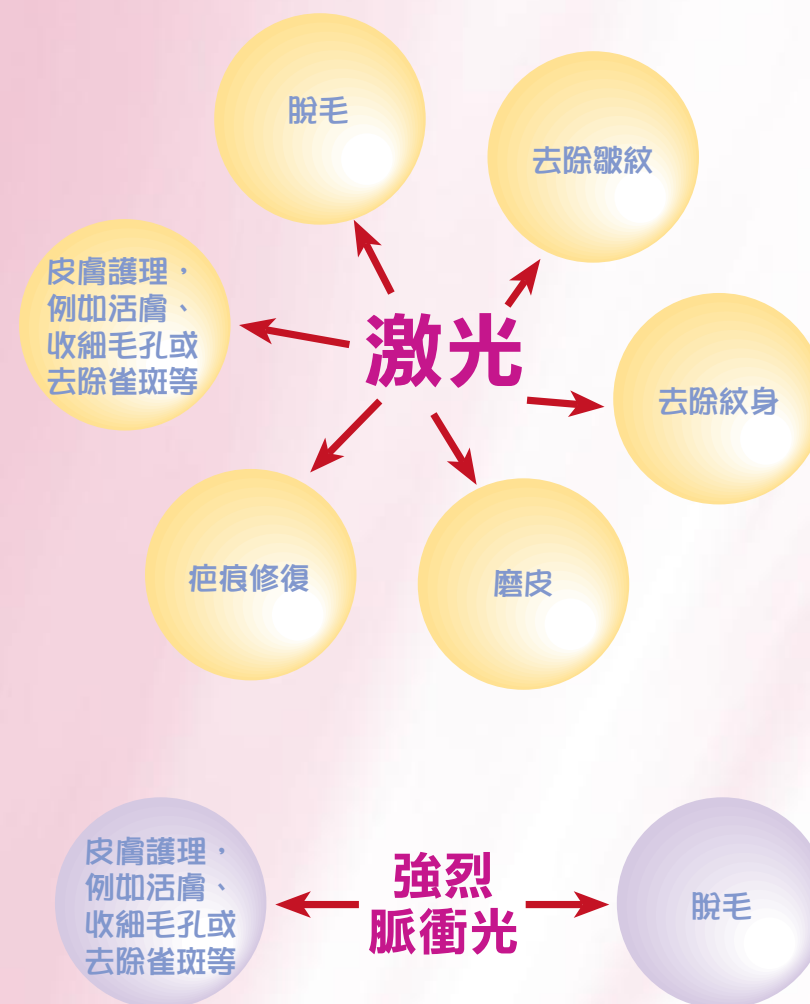 脫毛
去除皺紋
皮膚護理，
例如活膚、
收細毛孔或
去除雀斑等
激光
去除紋身
疤痕修復
磨皮
皮膚護理，
例如活膚、
收細毛孔或
去除雀斑等
強烈
脈衝光
脫毛